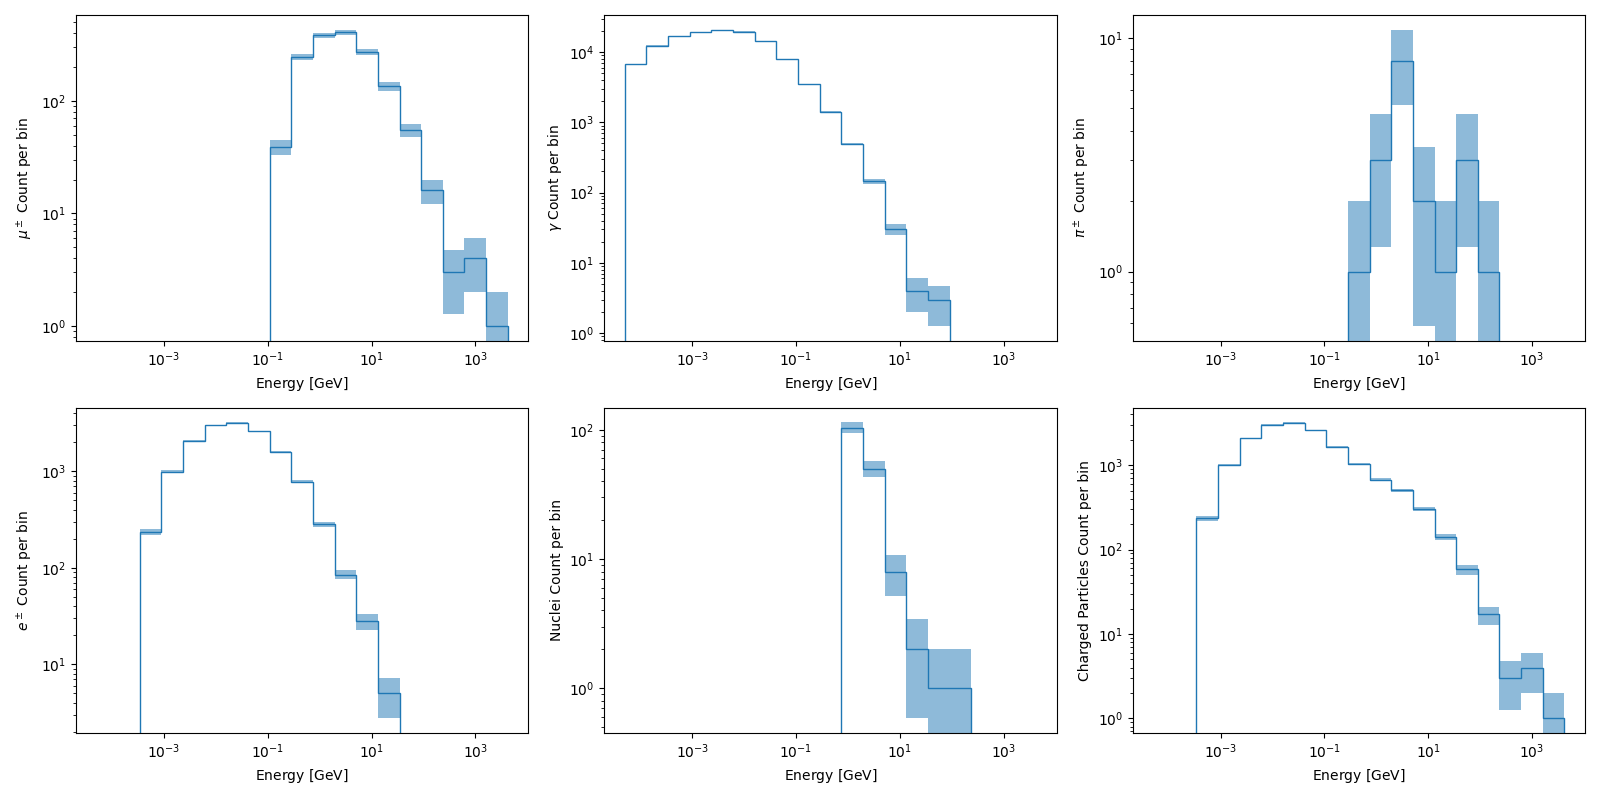 μ± Count per bin
10²
10¹
10⁰
10⁻³ 10⁻¹ 10¹ 10³
Energy [GeV]
γ Count per bin
10⁴
10³
10²
10¹
10⁰
10⁻³ 10⁻¹ 10¹ 10³
Energy [GeV]
π± Count per bin
10¹
10⁰
10⁻³ 10⁻¹ 10¹ 10³
Energy [GeV]
e± Count per bin
10³
10²
10¹
10⁻³ 10⁻¹ 10¹ 10³
Energy [GeV]
Nuclei Count per bin
10²
10¹
10⁰
10⁻³ 10⁻¹ 10¹ 10³
Energy [GeV]
Charged Particles Count per bin
10³
10²
10¹
10⁰
10⁻³ 10⁻¹ 10¹ 10³
Energy [GeV]